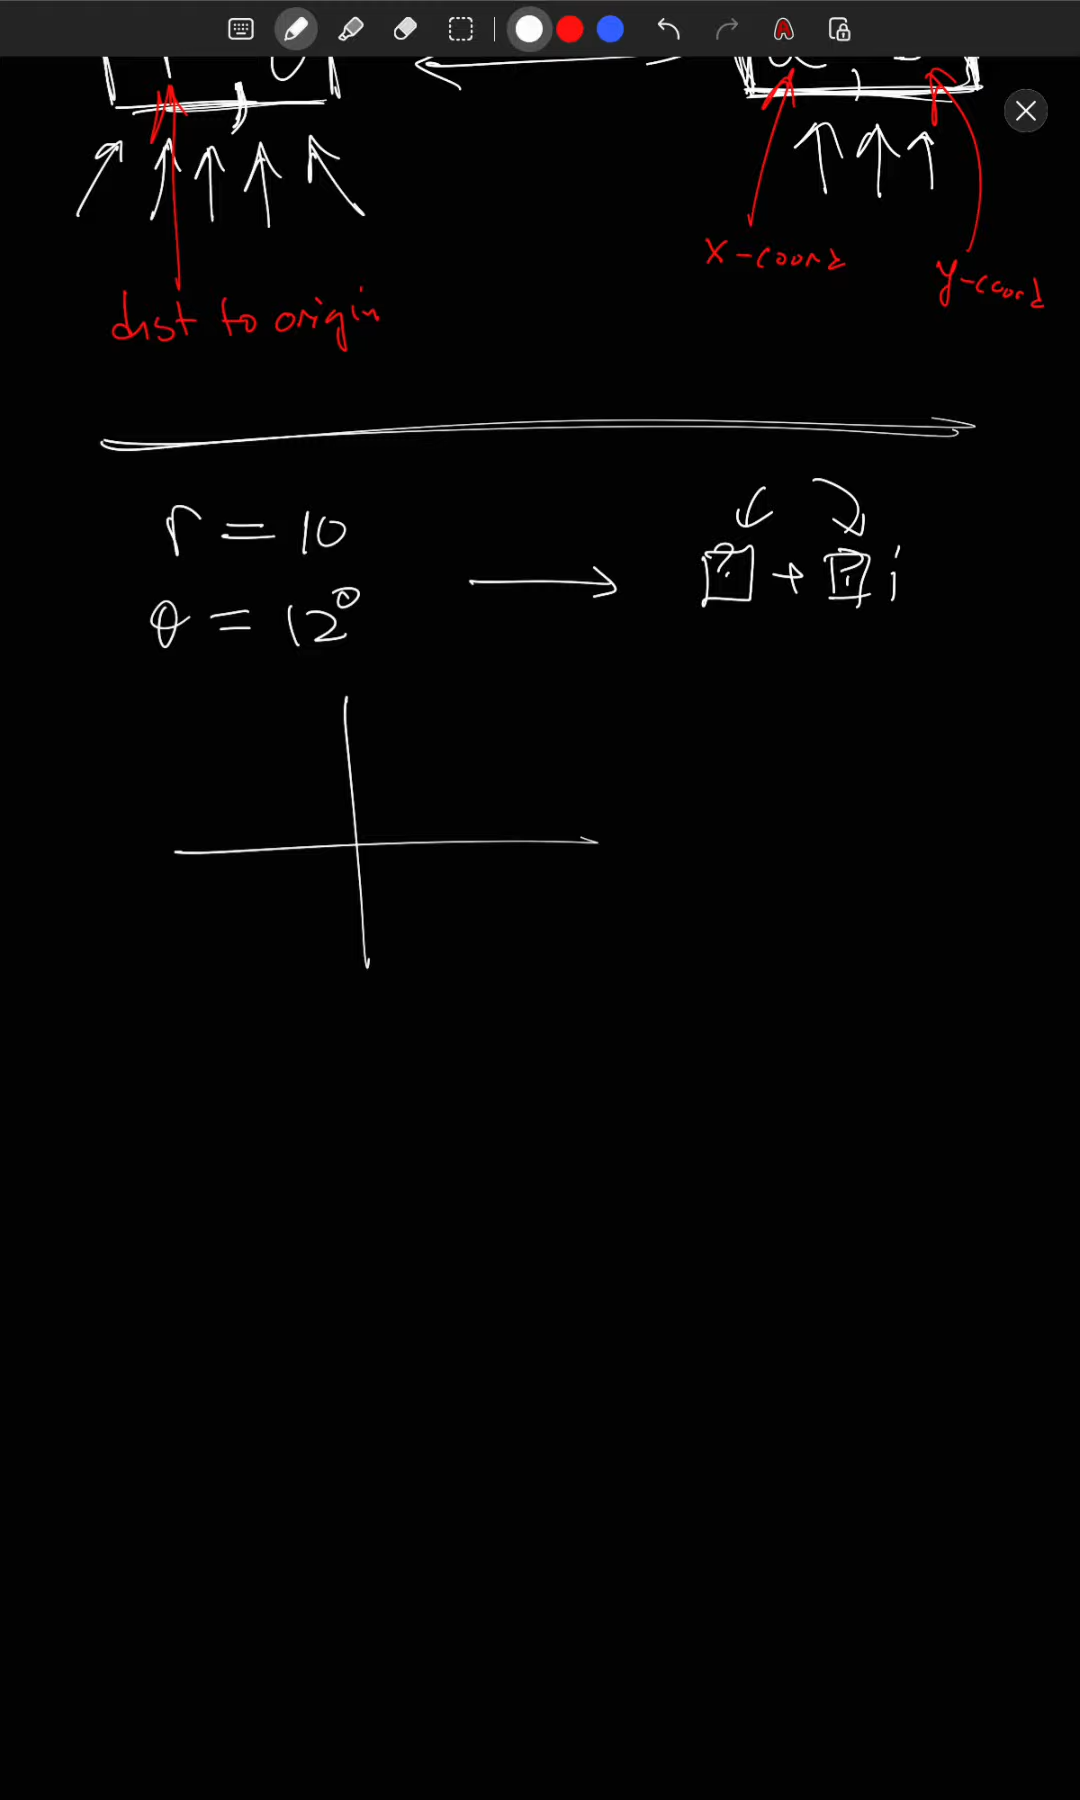 x-coord
y-coord
dist to origin
r = 10
θ = 12°
? + ? i